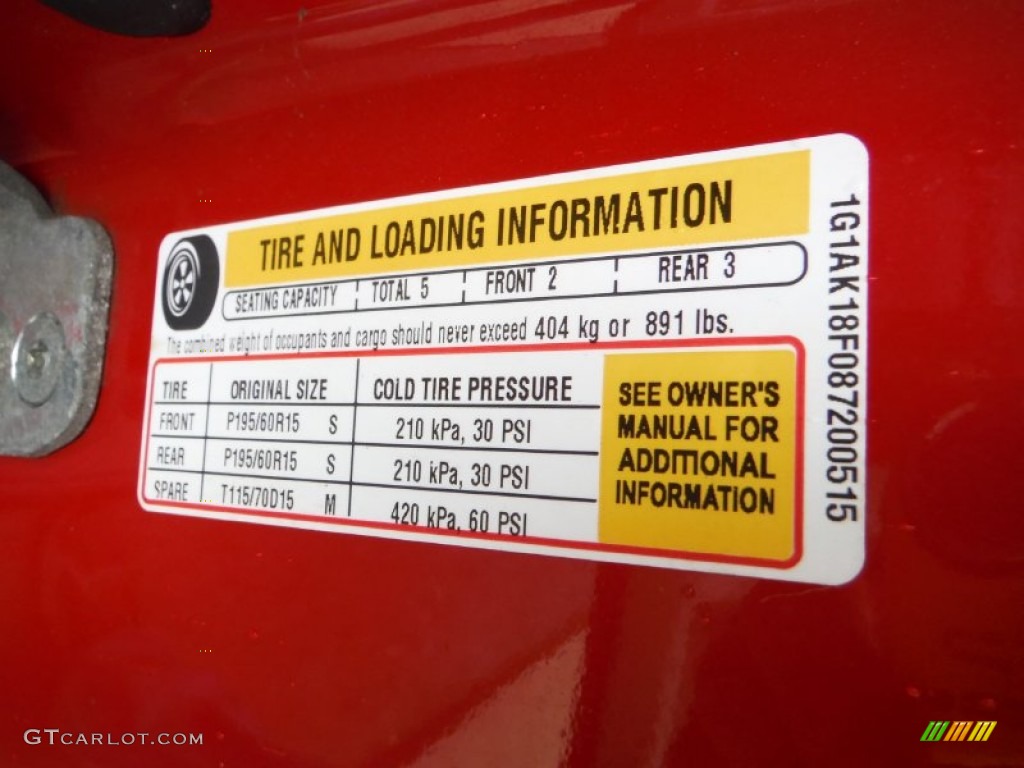 TIRE AND LOADING INFORMATION
SEATING CAPACITY TOTAL 5 FRONT 2 REAR 3
The combined weight of occupants and cargo should never exceed 404 kg or 891 lbs.
TIRE ORIGINAL SIZE COLD TIRE PRESSURE
FRONT P195/60R15 S 210 kPa, 30 PSI
REAR P195/60R15 S 210 kPa, 30 PSI
SPARE T115/70D15 M 420 kPa, 60 PSI
SEE OWNER'S
MANUAL FOR
ADDITIONAL
INFORMATION
1G1AK18F087200515
GTCARLOT.COM